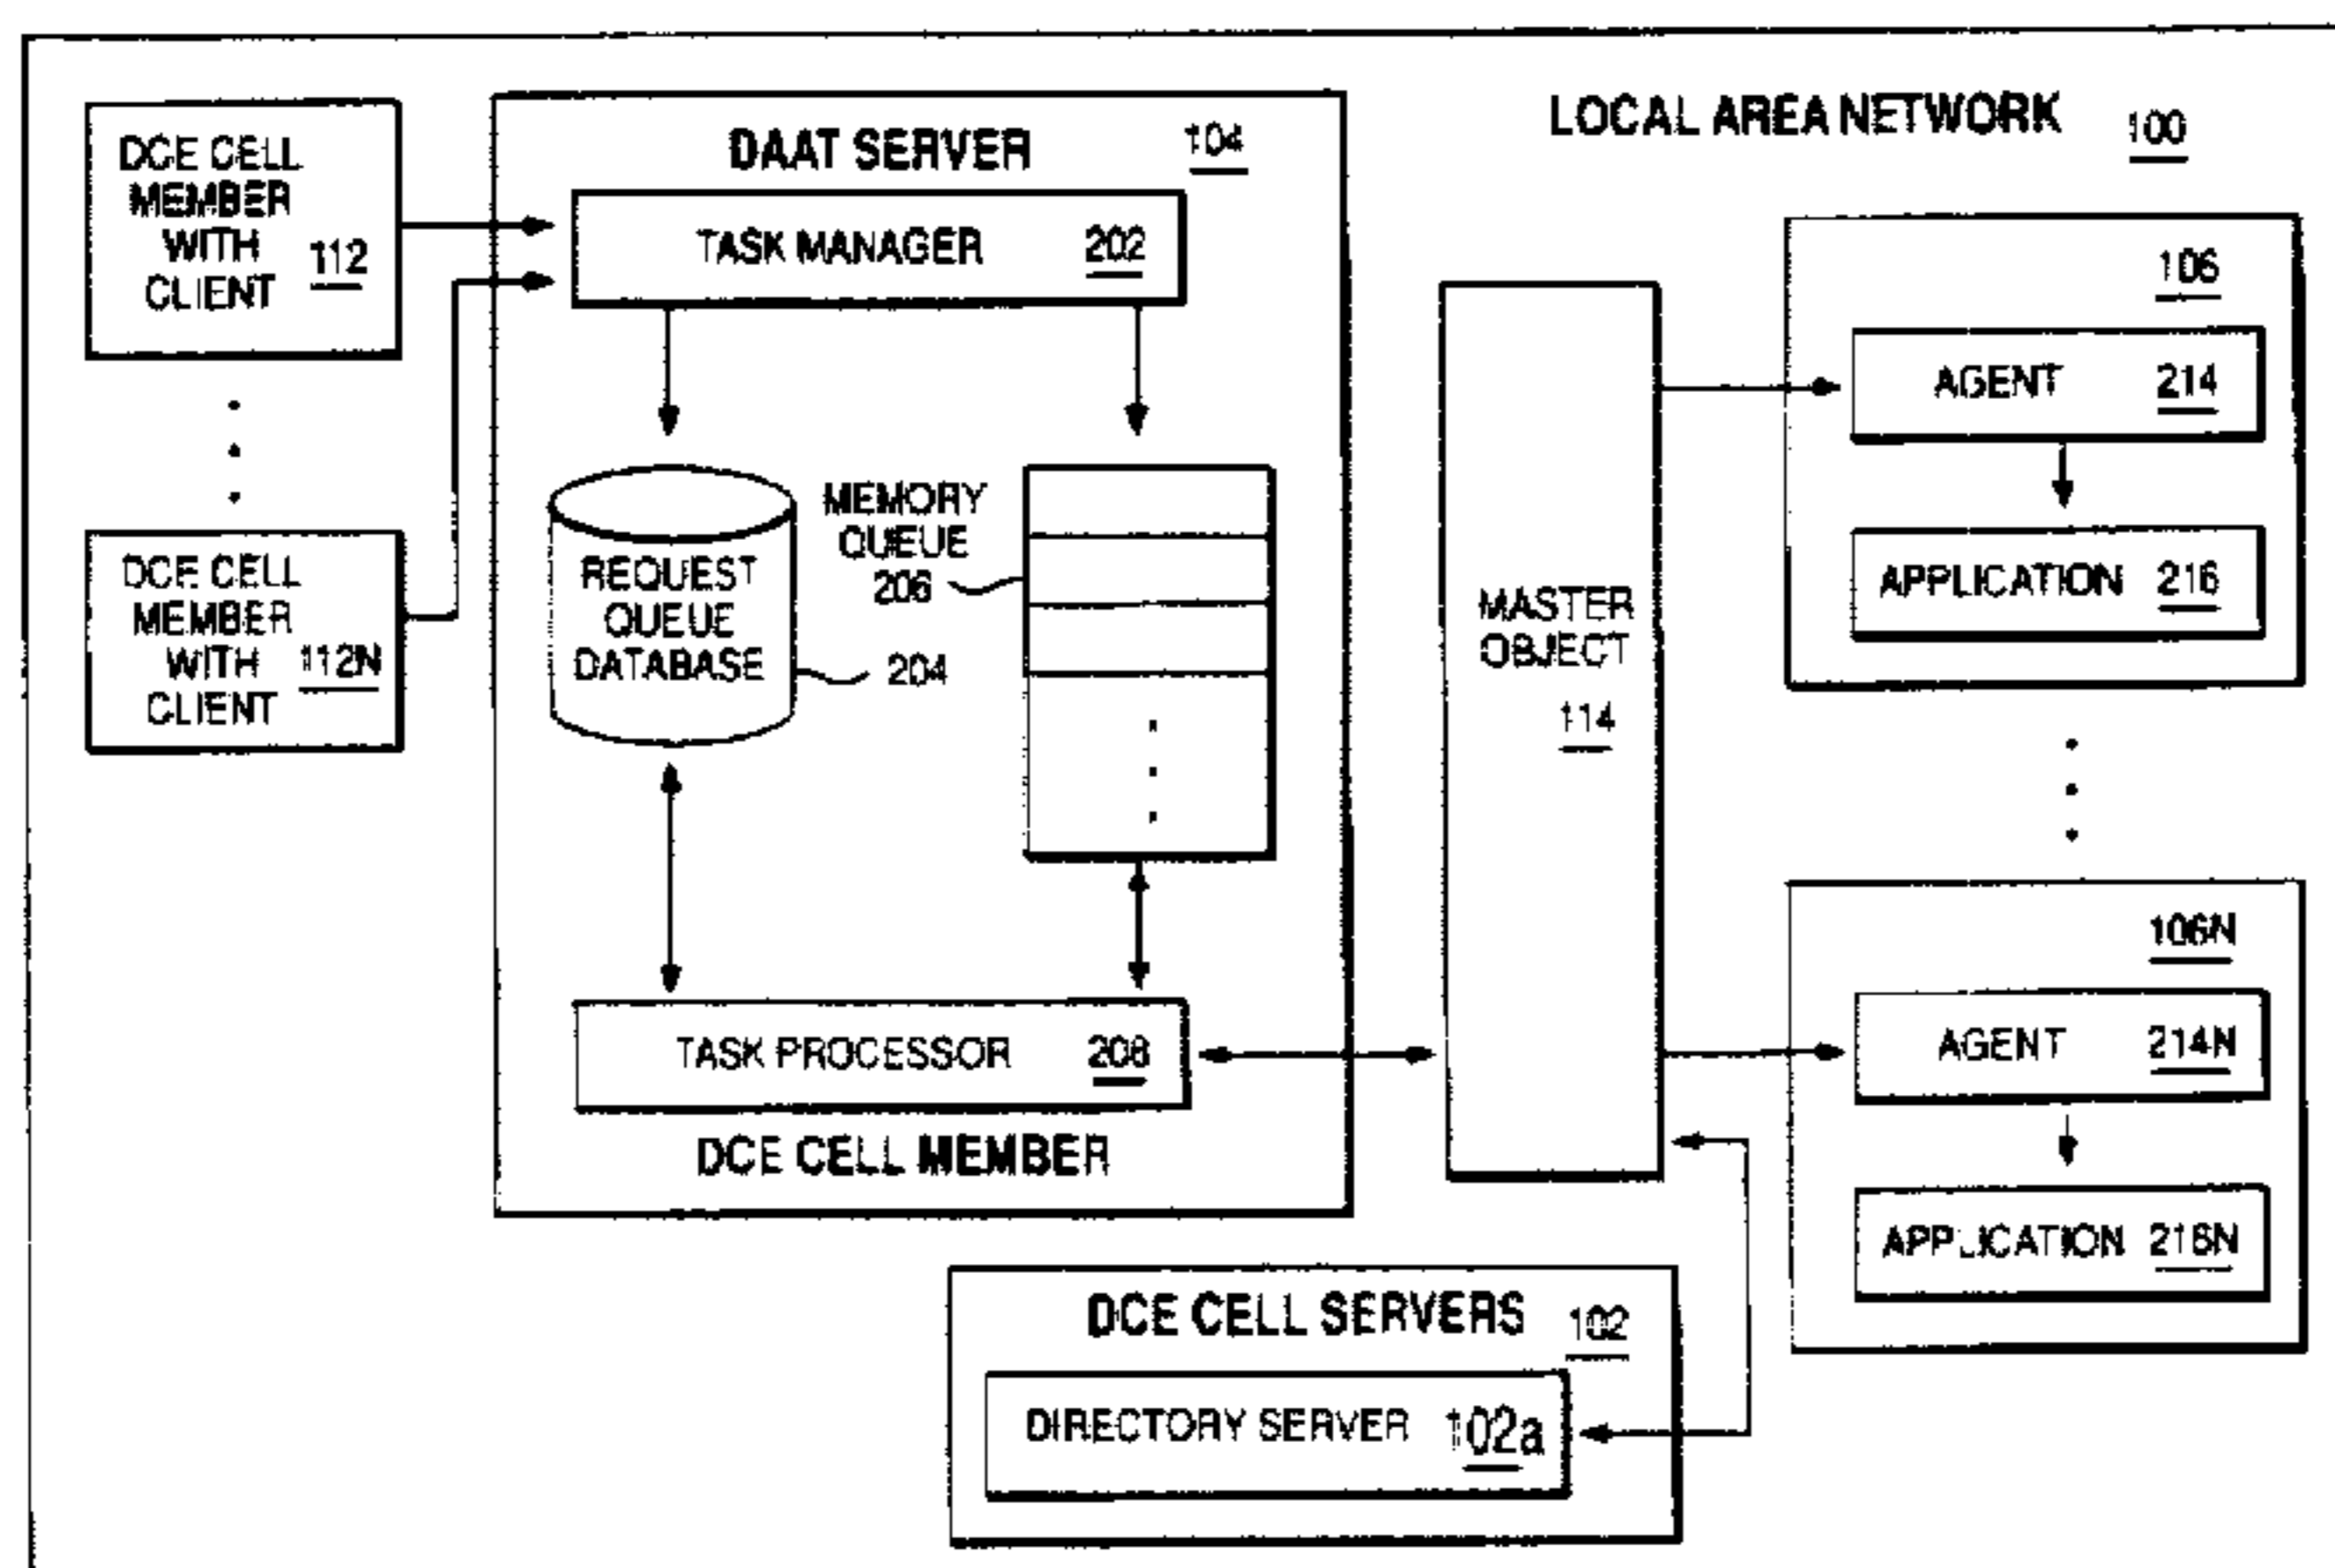 LOCAL AREA NETWORK 100
DCE CELL
MEMBER
WITH
CLIENT 112
DCE CELL
MEMBER
WITH
CLIENT 112N
DAAT SERVER 104
TASK MANAGER 202
REQUEST
QUEUE
DATABASE
204
MEMORY
QUEUE
206
TASK PROCESSOR 208
DCE CELL MEMBER
MASTER
OBJECT
114
106
AGENT 214
APPLICATION 216
106N
AGENT 214N
APPLICATION 216N
DCE CELL SERVERS 102
DIRECTORY SERVER 102a